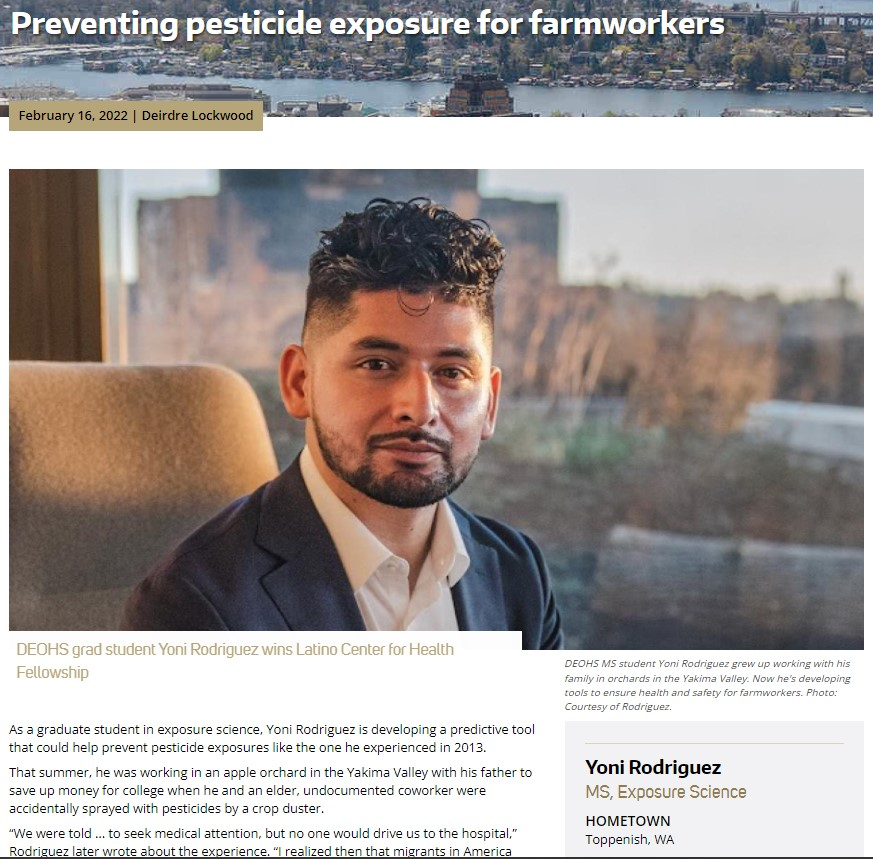 Preventing pesticide exposure for farmworkers
February 16, 2022 | Deirdre Lockwood
DEOHS grad student Yoni Rodriguez wins Latino Center for Health
Fellowship
DEOHS MS student Yoni Rodriguez grew up working with his
family in orchards in the Yakima Valley. Now he's developing
tools to ensure health and safety for farmworkers. Photo:
Courtesy of Rodriguez.
As a graduate student in exposure science, Yoni Rodriguez is developing a predictive tool
that could help prevent pesticide exposures like the one he experienced in 2013.
That summer, he was working in an apple orchard in the Yakima Valley with his father to
save up money for college when he and an elder, undocumented coworker were
accidentally sprayed with pesticides by a crop duster.
“We were told … to seek medical attention, but no one would drive us to the hospital,”
Rodriguez later wrote about the experience. “I realized then that migrants in America
Yoni Rodriguez
MS, Exposure Science
HOMETOWN
Toppenish, WA